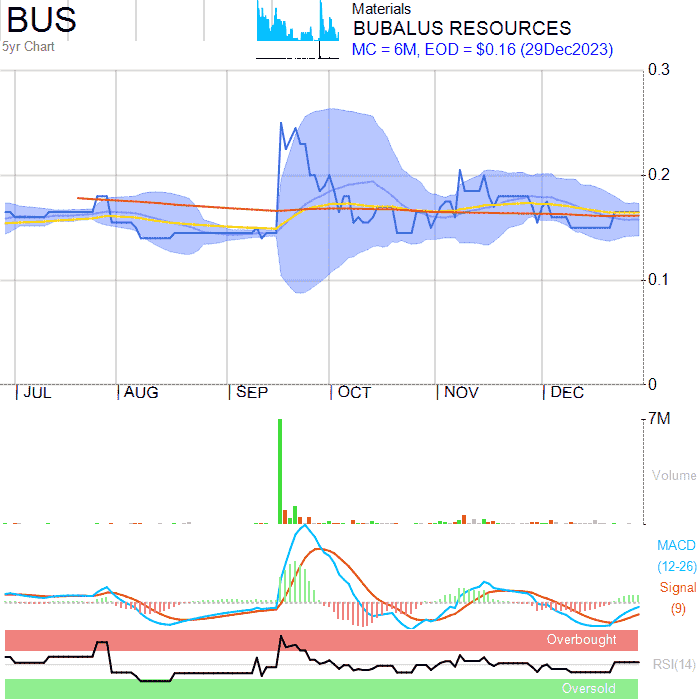 BUS
5yr Chart
Materials
BUBALUS RESOURCES
MC = 6M, EOD = $0.16 (29Dec2023)
0.3
0.2
0.1
0
JUL AUG SEP OCT NOV DEC
7M
Volume
MACD
(12-26)
Signal
(9)
Overbought
RSI(14)
Oversold